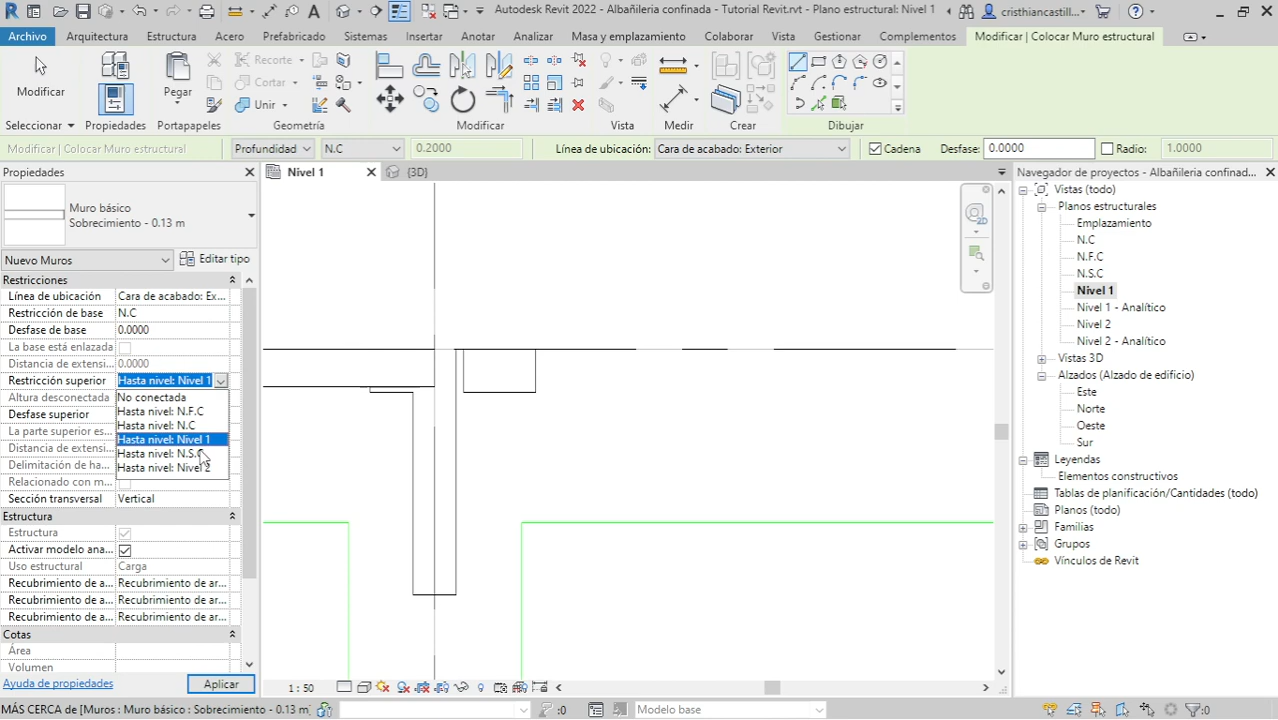 Autodesk Revit 2022 - Albañileria confinada - Tutorial Revit.rvt - Plano estructural: Nivel 1
cristhiancastill...
Archivo Arquitectura Estructura Acero Prefabricado Sistemas Insertar Anotar Analizar Masa y emplazamiento Colaborar Vista Gestionar Complementos Modificar | Colocar Muro estructural
Modificar
Pegar
Recorte
Cortar
Unir
Seleccionar Propiedades Portapapeles Geometría Modificar Vista Medir Crear Dibujar
Modificar | Colocar Muro estructural Profundidad N.C 0.2000 Línea de ubicación: Cara de acabado: Exterior Cadena Desfase: 0.0000 Radio: 1.0000
Propiedades
Nivel 1
{3D}
Navegador de proyectos - Albañileria confinad...
Muro básico
Sobrecimiento - 0.13 m
Nuevo Muros
Editar tipo
Restricciones
Línea de ubicación Cara de acabado: Ex...
Restricción de base N.C
Desfase de base 0.0000
La base está enlazada
Distancia de extensi... 0.0000
Restricción superior Hasta nivel: Nivel 1
Altura desconectada
Desfase superior
La parte superior es...
Distancia de extensi...
Delimitación de ha...
Relacionado con m...
No conectada
Hasta nivel: N.F.C
Hasta nivel: N.C
Hasta nivel: Nivel 1
Hasta nivel: N.S.C
Hasta nivel: Nivel 2
Sección transversal Vertical
Estructura
Estructura
Activar modelo ana...
Uso estructural Carga
Recubrimiento de a... Recubrimiento de ar...
Recubrimiento de a... Recubrimiento de ar...
Recubrimiento de a... Recubrimiento de ar...
Cotas
Área
Volumen
Ayuda de propiedades
Aplicar
2D
Vistas (todo)
Planos estructurales
Emplazamiento
N.C
N.F.C
N.S.C
Nivel 1
Nivel 1 - Analítico
Nivel 2
Nivel 2 - Analítico
Vistas 3D
Alzados (Alzado de edificio)
Este
Norte
Oeste
Sur
Leyendas
Elementos constructivos
Tablas de planificación/Cantidades (todo)
Planos (todo)
Familias
Grupos
Vínculos de Revit
1 : 50
MÁS CERCA de [Muros : Muro básico : Sobrecimiento - 0.13 m
:0
Modelo base
:0